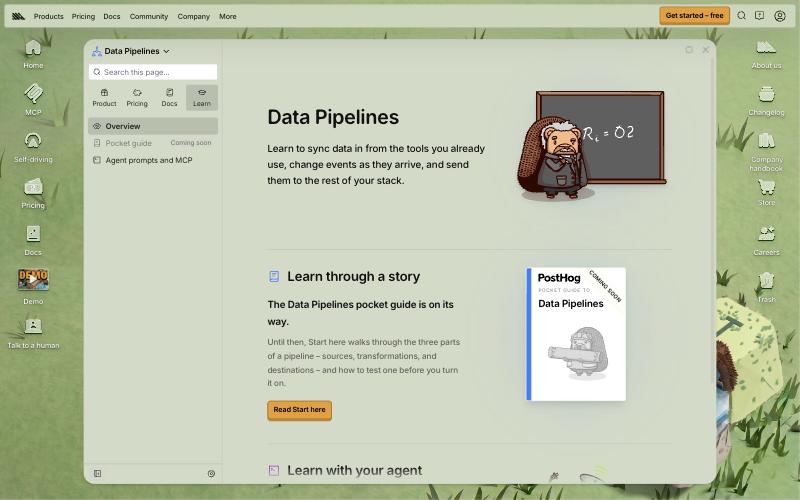 Products Pricing Docs Community Company More
Get started – free
Home
MCP
Self-driving
Pricing
Docs
DEMO
Demo
Talk to a human
Data Pipelines
Search this page...
Product Pricing Docs Learn
Overview
Pocket guide Coming soon
Agent prompts and MCP
Data Pipelines
Learn to sync data in from the tools you already
use, change events as they arrive, and send
them to the rest of your stack.
Ri = O2
Learn through a story
The Data Pipelines pocket guide is on its
way.
Until then, Start here walks through the three parts
of a pipeline – sources, transformations, and
destinations – and how to test one before you turn
it on.
Read Start here
PostHog
COMING SOON
POCKET GUIDE TO
Data Pipelines
Learn with your agent
About us
Changelog
Company
handbook
Store
Careers
Trash